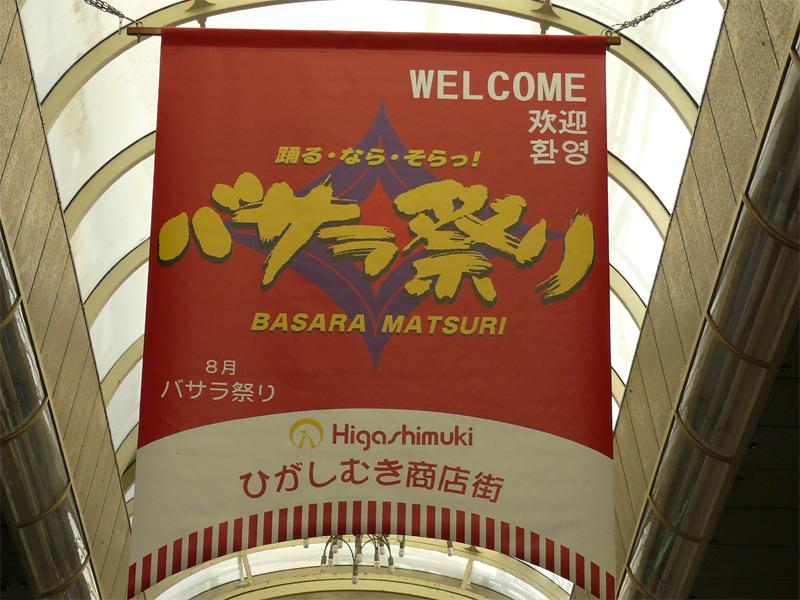 WELCOME
欢迎
환영
踊る・なら・そらっ!
バサラ祭り
BASARA MATSURI
8月
バサラ祭り
Higashimuki
ひがしむき商店街